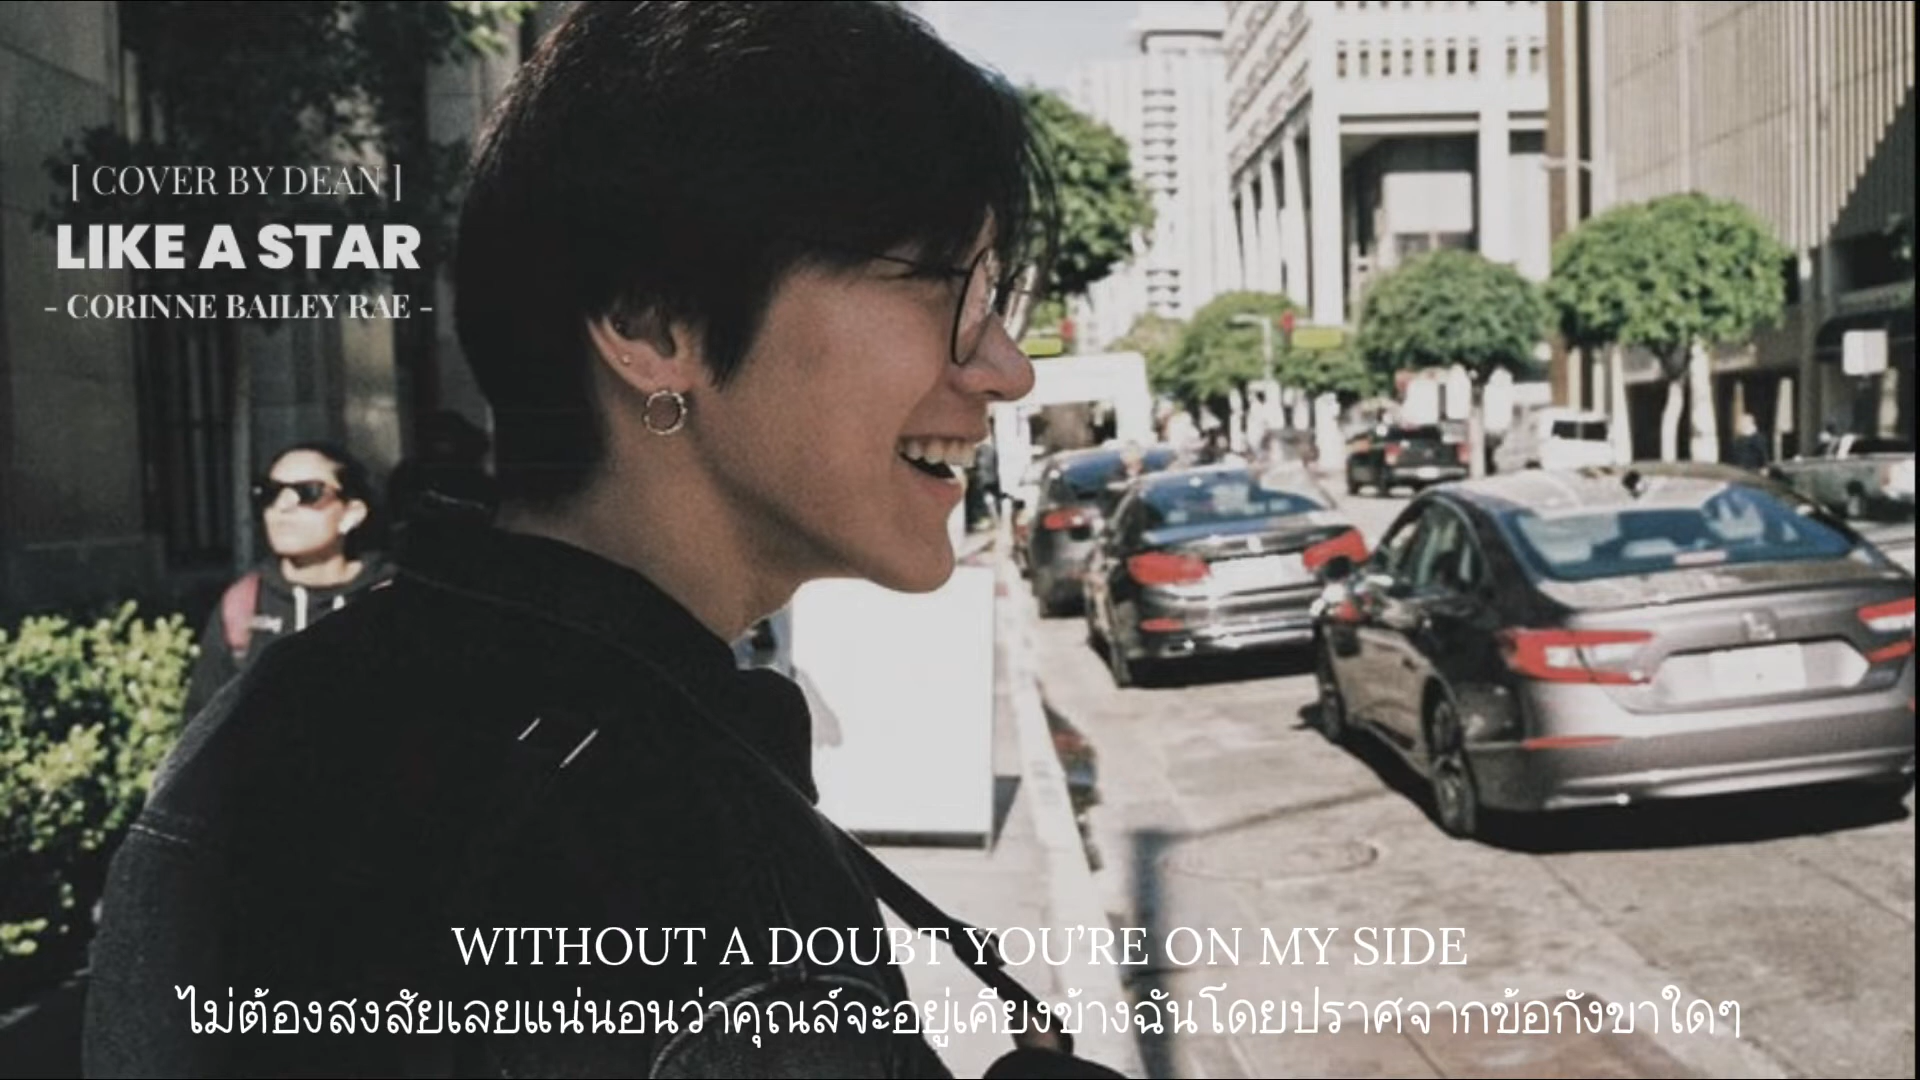 [ COVER BY DEAN ]
LIKE A STAR
- CORINNE BAILEY RAE -
WITHOUT A DOUBT YOU'RE ON MY SIDE
ไม่ต้องสงสัยเลยแน่นอนว่าคุณล์จะอยู่เคียงข้างฉันโดยปราศจากข้อกังขาใดๆ